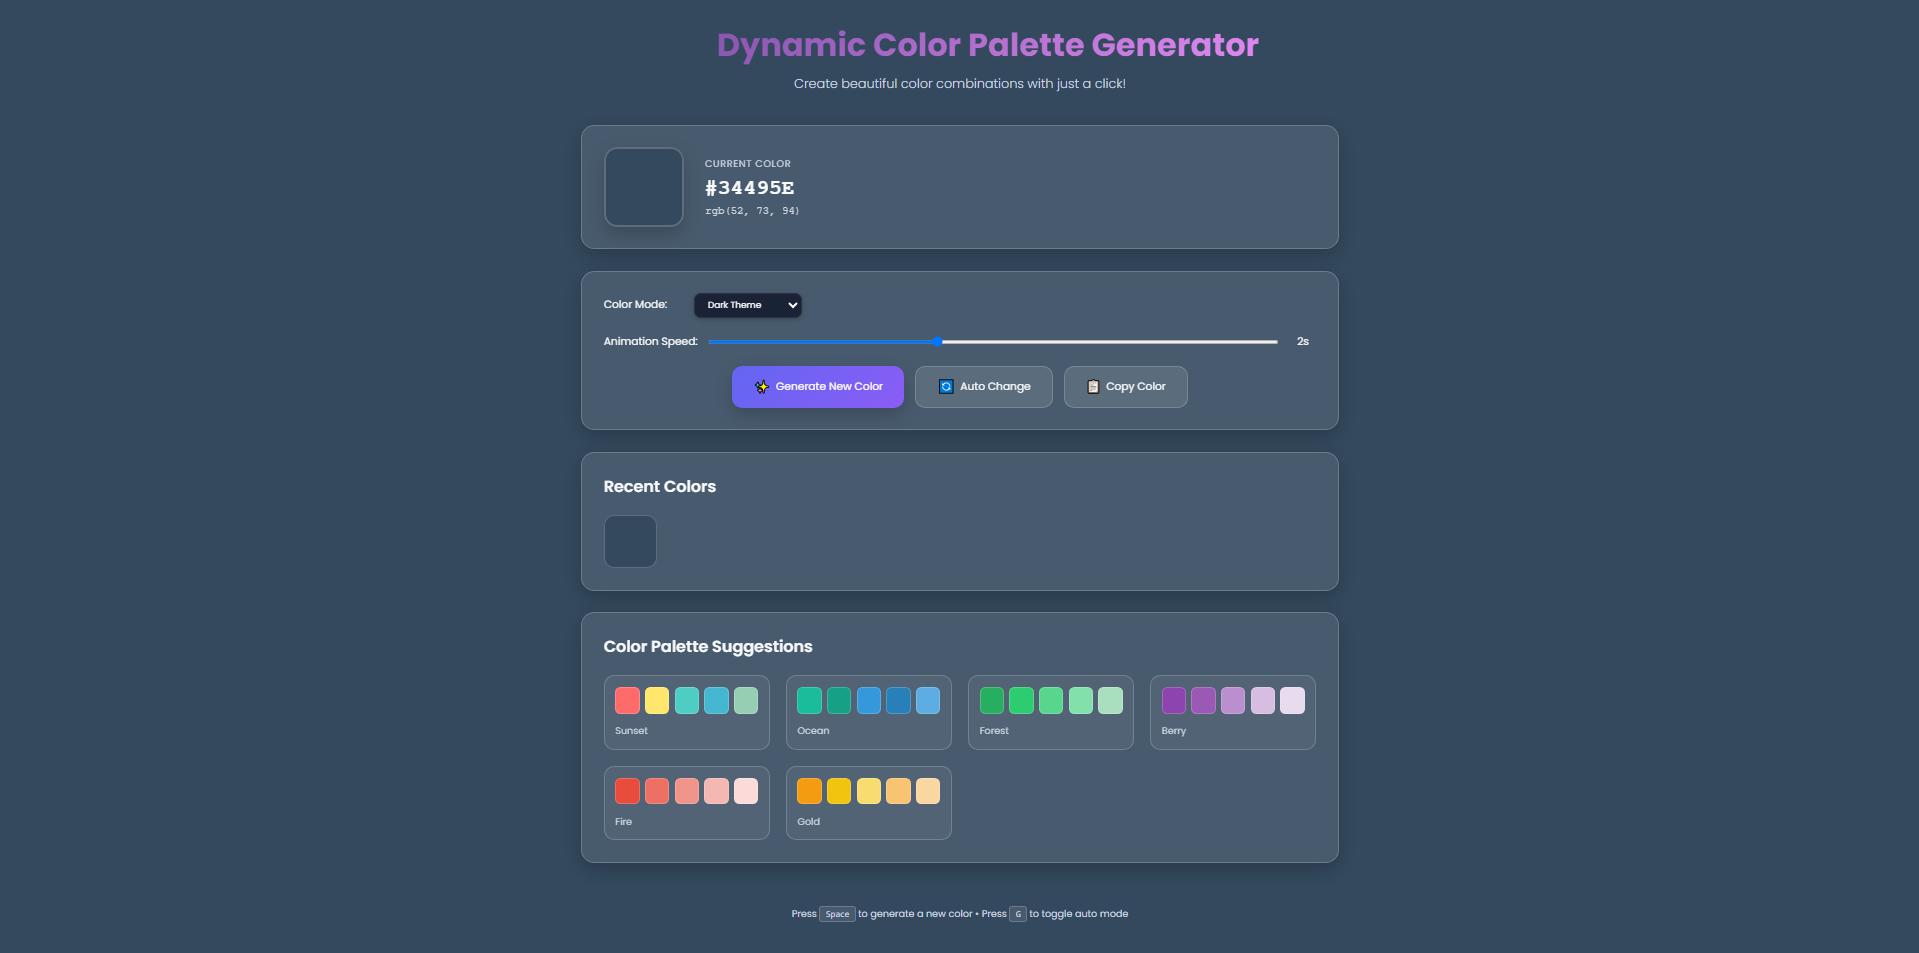 Dynamic Color Palette Generator
Create beautiful color combinations with just a click!
CURRENT COLOR
#34495E
rgb(52, 73, 94)
Color Mode: Dark Theme
Animation Speed: 2s
Generate New Color Auto Change Copy Color
Recent Colors
Color Palette Suggestions
Sunset Ocean Forest Berry
Fire Gold
Press Space to generate a new color • Press G to toggle auto mode